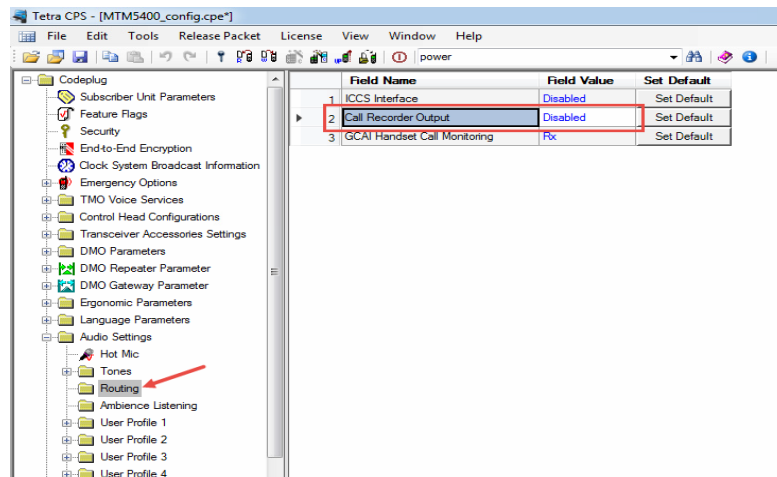 Tetra CPS - [MTM5400_config.cpe*]
File Edit Tools Release Packet License View Window Help
power
Codeplug
Subscriber Unit Parameters
Feature Flags
Security
End-to-End Encryption
Clock System Broadcast Information
Emergency Options
TMO Voice Services
Control Head Configurations
Transceiver Accessories Settings
DMO Parameters
DMO Repeater Parameter
DMO Gateway Parameter
Ergonomic Parameters
Language Parameters
Audio Settings
Hot Mic
Tones
Routing
Ambience Listening
User Profile 1
User Profile 2
User Profile 3
User Profile 4
Field Name Field Value Set Default
1 ICCS Interface Disabled Set Default
2 Call Recorder Output Disabled Set Default
3 GCAI Handset Call Monitoring Rx Set Default